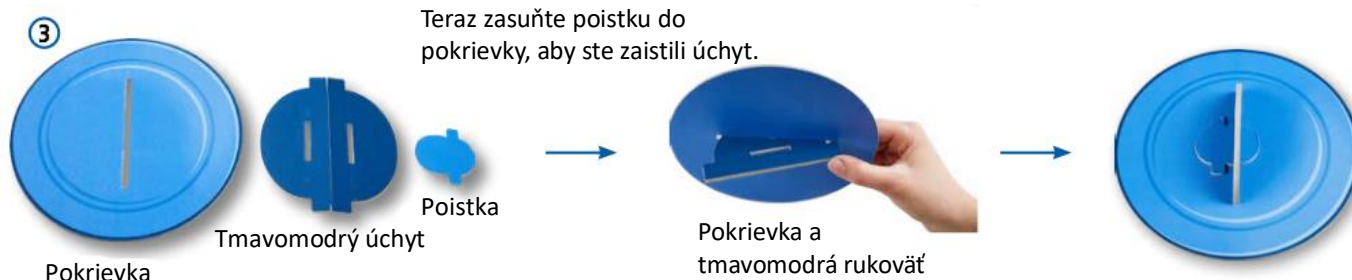 3
Teraz zasuňte poistku do
pokrievky, aby ste zaistili úchyt.
Poistka
Tmavomodrý úchyt
Pokrievka
Pokrievka a
tmavomodrá rukoväť